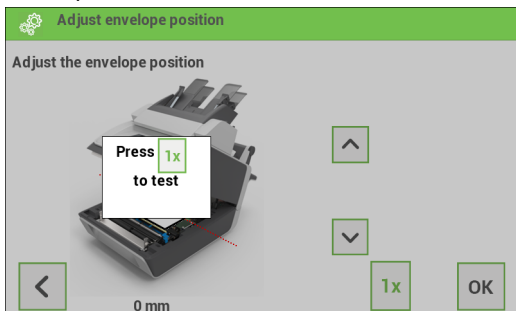 Adjust envelope position
Adjust the envelope position
Press 1x
to test
1x
OK
0 mm